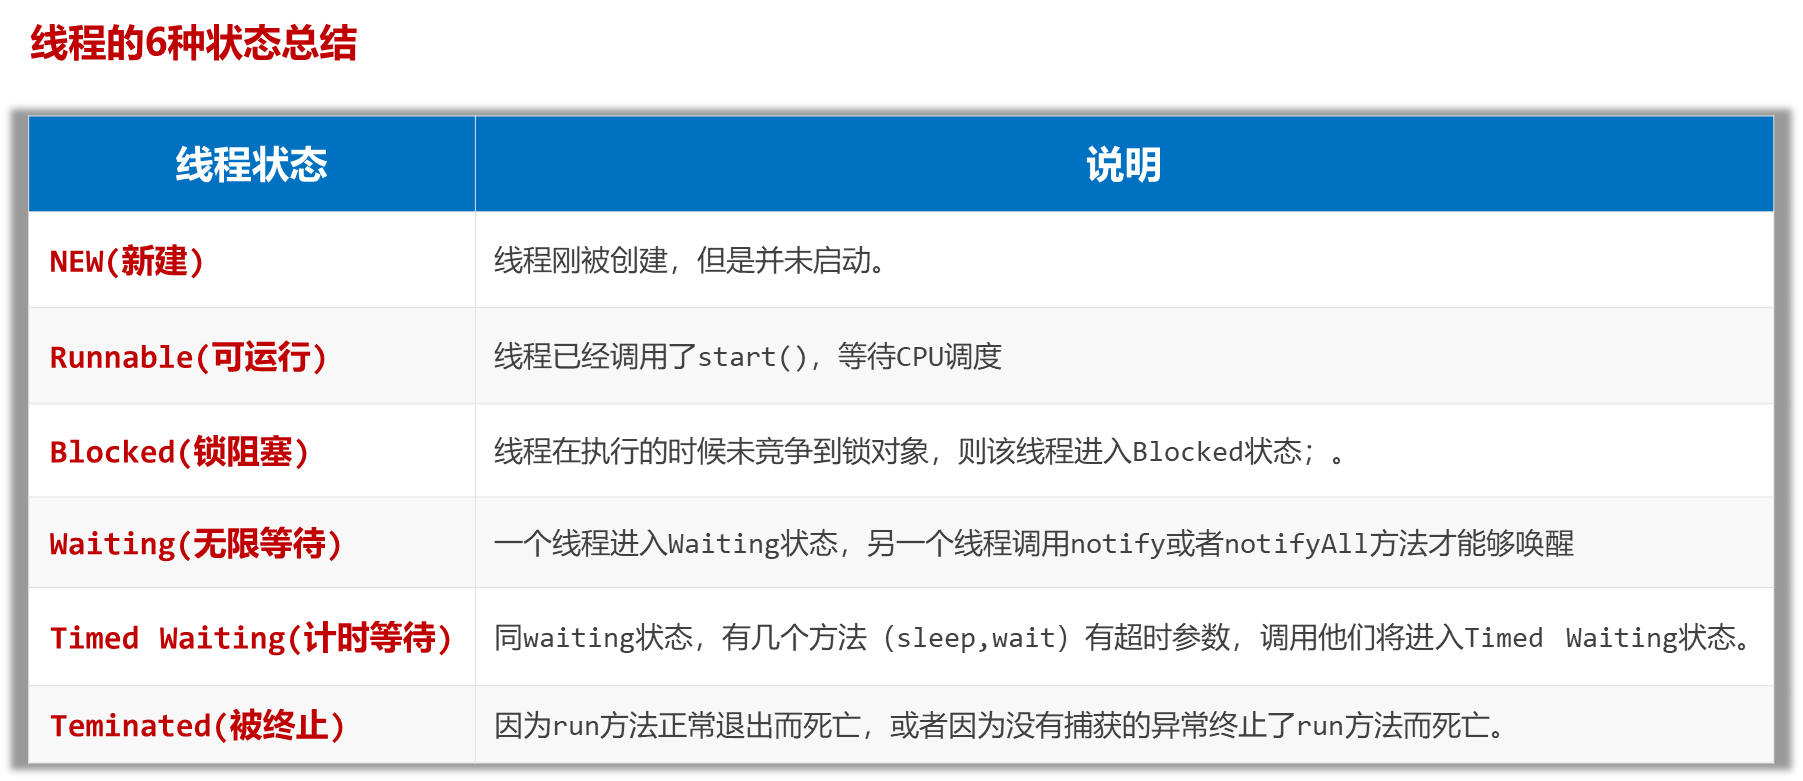 线程的6种状态总结
线程状态 说明
NEW(新建) 线程刚被创建，但是并未启动。
Runnable(可运行) 线程已经调用了start()，等待CPU调度
Blocked(锁阻塞) 线程在执行的时候未竞争到锁对象，则该线程进入Blocked状态；。
Waiting(无限等待) 一个线程进入Waiting状态，另一个线程调用notify或者notifyAll方法才能够唤醒
Timed Waiting(计时等待) 同waiting状态，有几个方法（sleep,wait）有超时参数，调用他们将进入Timed Waiting状态。
Teminated(被终止) 因为run方法正常退出而死亡，或者因为没有捕获的异常终止了run方法而死亡。